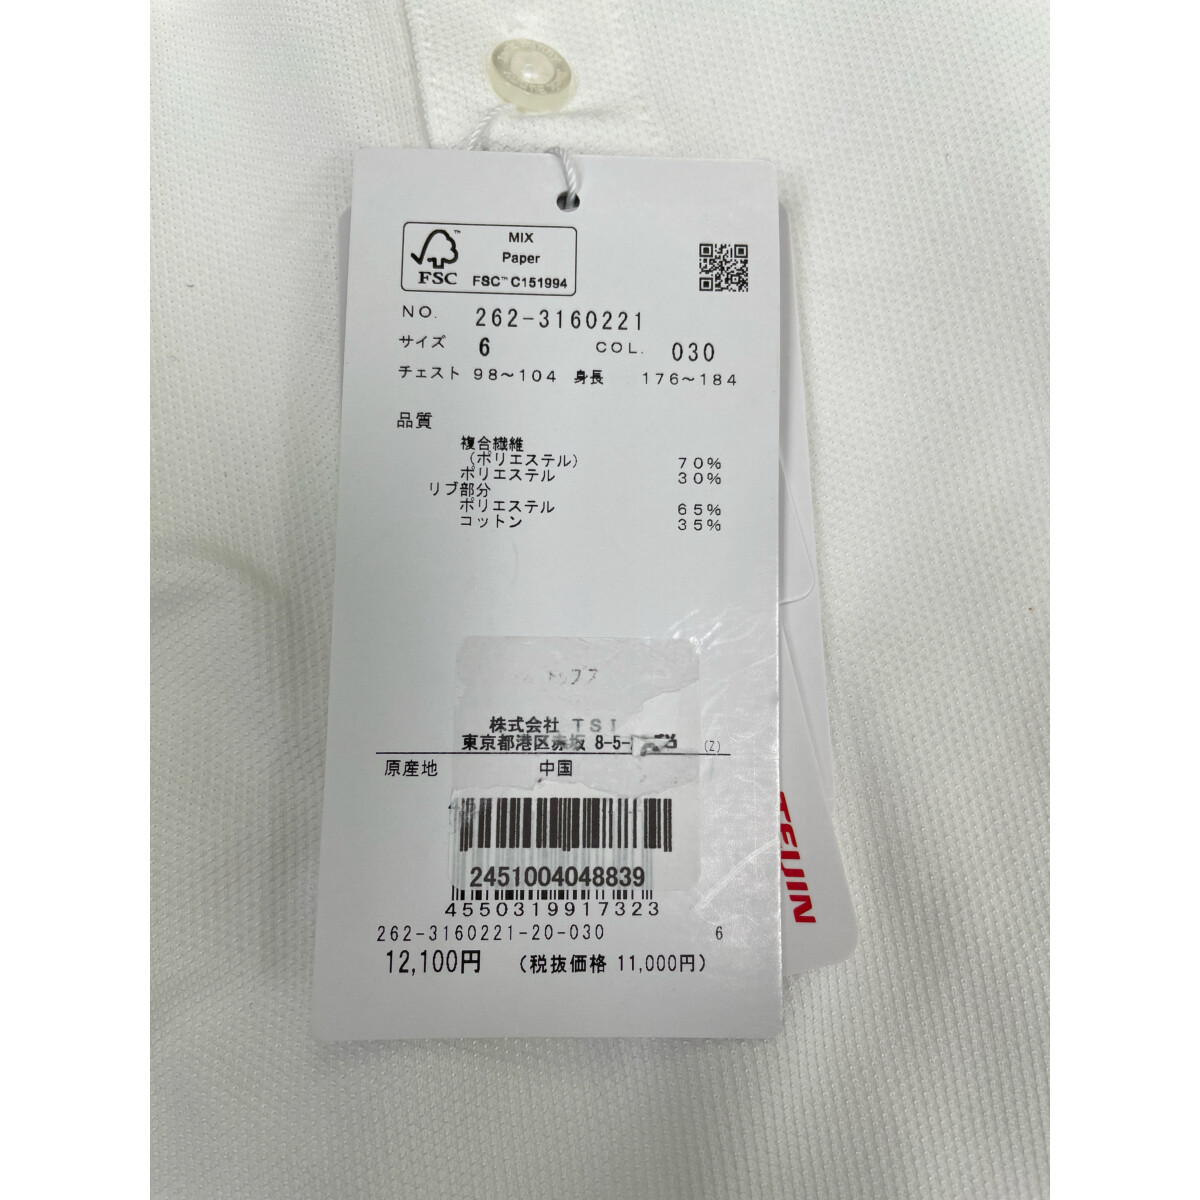 MIX
Paper
FSC™ C151994
FSC
NO. 262-3160221
サイズ 6 COL. 030
チェスト 98～104 身長 176～184
品質
複合繊維
(ポリエステル) 70%
ポリエステル 30%
リブ部分
ポリエステル 65%
コットン 35%
トップス
株式会社 TSI
東京都港区赤坂 8-5-
(Z)
原産地 中国
2451004048839
4550319917323
262-3160221-20-030 6
12,100円 (税抜価格 11,000円)
TEIJIN